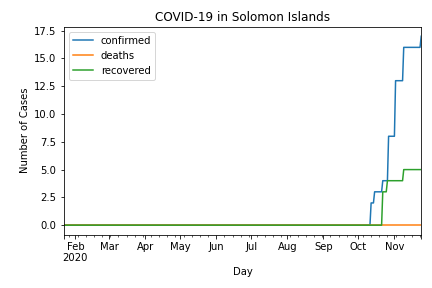 COVID-19 in Solomon Islands
17.5
15.0
12.5
10.0
7.5
5.0
2.5
0.0
Number of Cases
confirmed
deaths
recovered
Feb Mar Apr May Jun Jul Aug Sep Oct Nov
2020
Day